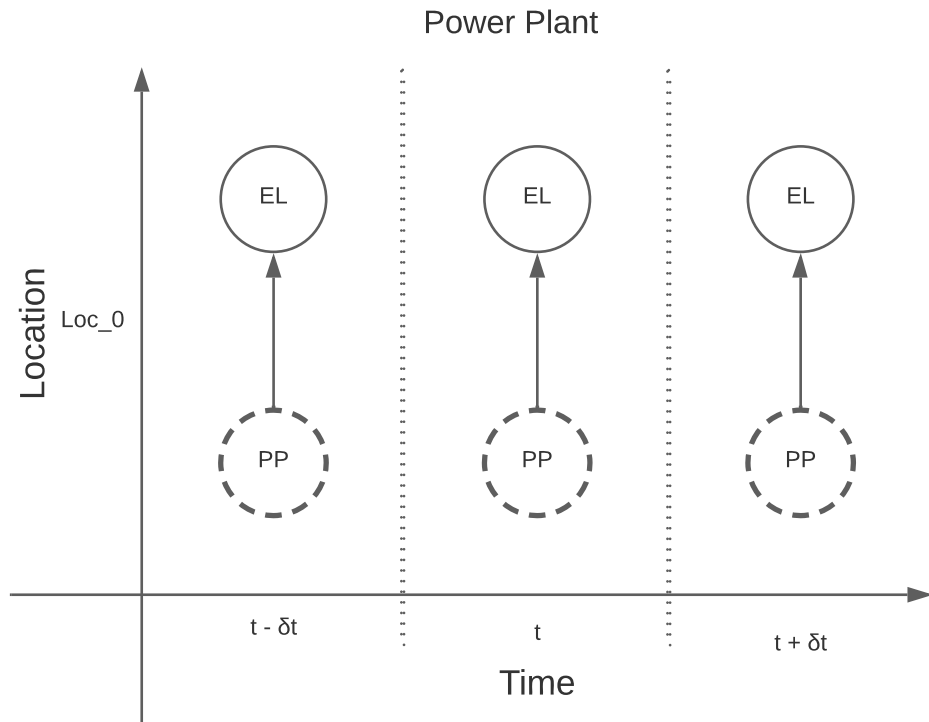 Power Plant
EL
EL
EL
Location
Loc_0
PP
PP
PP
t - δt
t
t + δt
Time